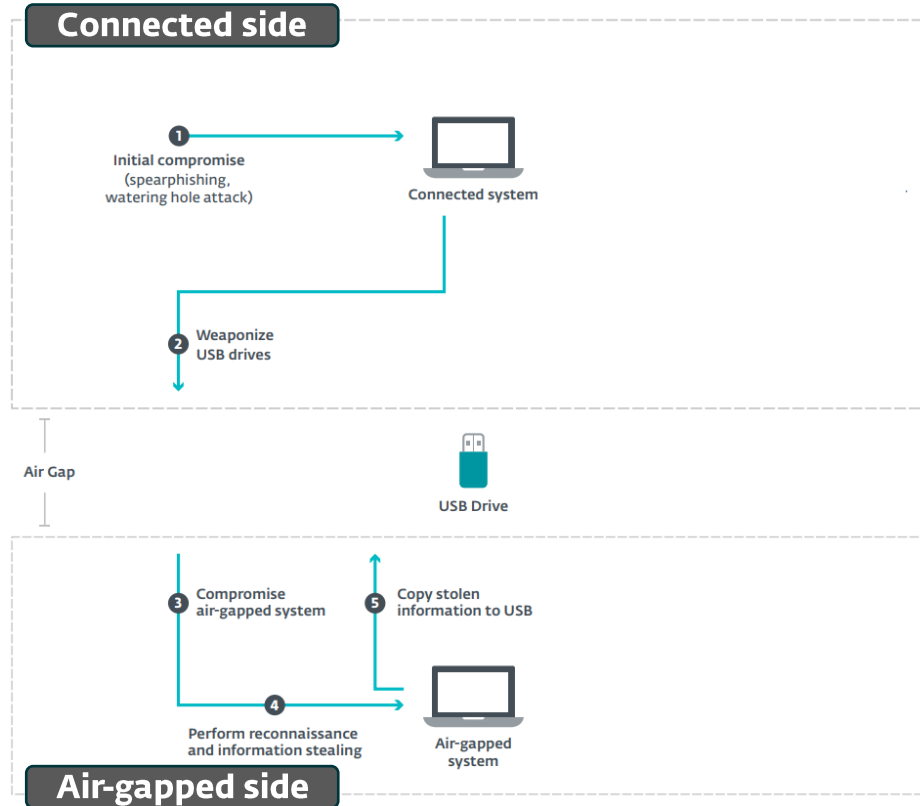 Connected side
1
Initial compromise
(spearphishing,
watering hole attack)
Connected system
2
Weaponize
USB drives
Air Gap
USB Drive
3
Compromise
air-gapped system
5
Copy stolen
information to USB
4
Perform reconnaissance
and information stealing
Air-gapped
system
Air-gapped side